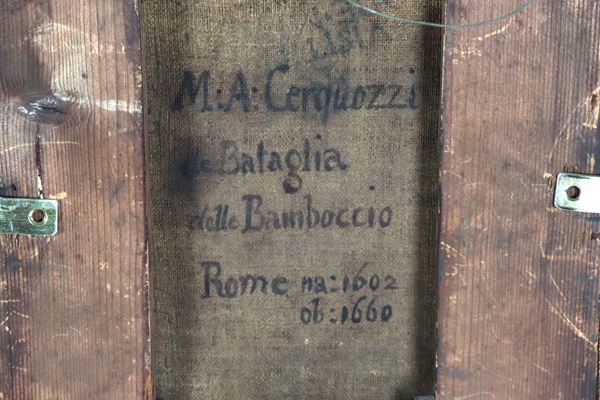 M:A: Cerquozzi
de Bataglia
delle Bamboccio
Rome na: 1602
ob: 1660